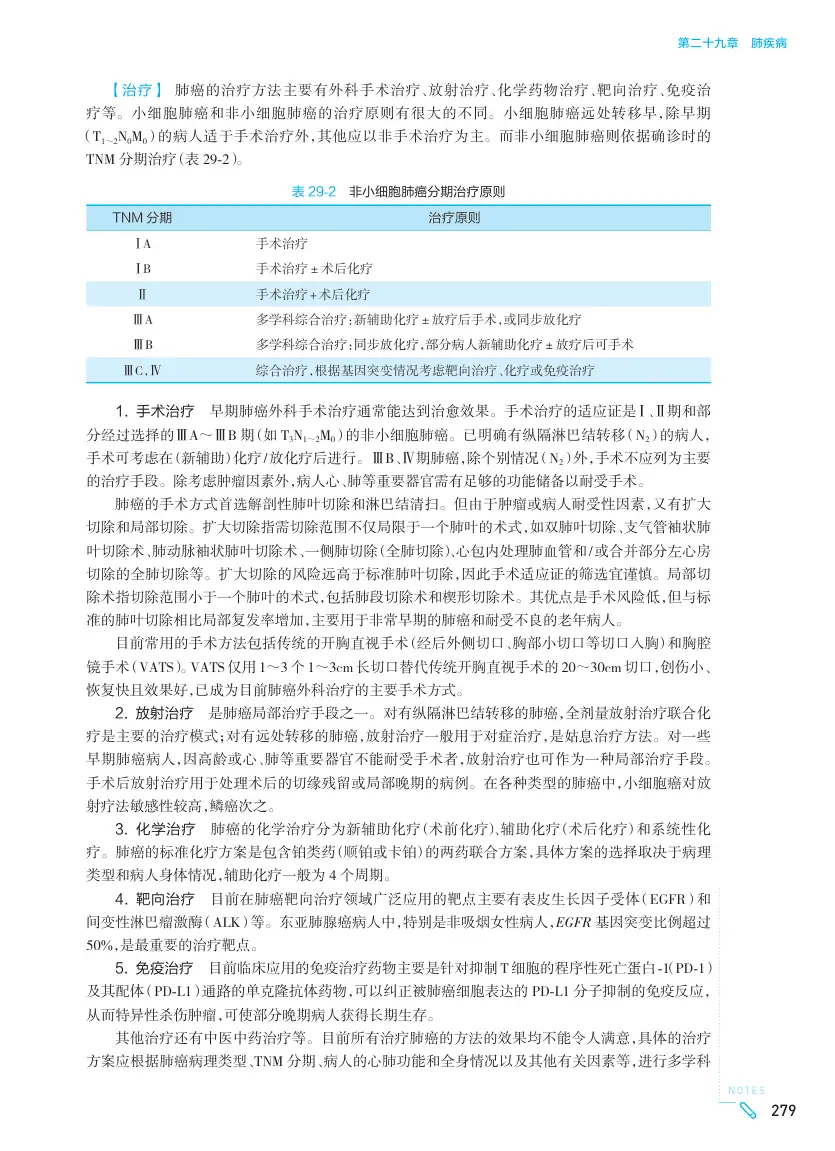 第二十九章 肺疾病
【治疗】 肺癌的治疗方法主要有外科手术治疗、放射治疗、化学药物治疗、靶向治疗、免疫治
疗等。小细胞肺癌和非小细胞肺癌的治疗原则有很大的不同。小细胞肺癌远处转移早,除早期
（T₁~₂N₀M₀）的病人适于手术治疗外,其他应以非手术治疗为主。而非小细胞肺癌则依据确诊时的
TNM 分期治疗（表 29-2）。
表 29-2 非小细胞肺癌分期治疗原则
TNM 分期 治疗原则
ⅠA 手术治疗
ⅠB 手术治疗 ± 术后化疗
Ⅱ 手术治疗 + 术后化疗
ⅢA 多学科综合治疗:新辅助化疗 ± 放疗后手术,或同步放化疗
ⅢB 多学科综合治疗:同步放化疗,部分病人新辅助化疗 ± 放疗后可手术
ⅢC,Ⅳ 综合治疗,根据基因突变情况考虑靶向治疗、化疗或免疫治疗
1. 手术治疗 早期肺癌外科手术治疗通常能达到治愈效果。手术治疗的适应证是Ⅰ、Ⅱ期和部
分经过选择的ⅢA～ⅢB 期（如 T₃N₁~₂M₀）的非小细胞肺癌。已明确有纵隔淋巴结转移（N₂）的病人,
手术可考虑在（新辅助）化疗/放化疗后进行。ⅢB、Ⅳ期肺癌,除个别情况（N₂）外,手术不应列为主要
的治疗手段。除考虑肿瘤因素外,病人心、肺等重要器官需有足够的功能储备以耐受手术。
肺癌的手术方式首选解剖性肺叶切除和淋巴结清扫。但由于肿瘤或病人耐受性因素,又有扩大
切除和局部切除。扩大切除指需切除范围不仅局限于一个肺叶的术式,如双肺叶切除、支气管袖状肺
叶切除术、肺动脉袖状肺叶切除术、一侧肺切除（全肺切除）、心包内处理肺血管和/或合并部分左心房
切除的全肺切除等。扩大切除的风险远高于标准肺叶切除,因此手术适应证的筛选宜谨慎。局部切
除术指切除范围小于一个肺叶的术式,包括肺段切除术和楔形切除术。其优点是手术风险低,但与标
准的肺叶切除相比局部复发率增加,主要用于非常早期的肺癌和耐受不良的老年病人。
目前常用的手术方法包括传统的开胸直视手术（经后外侧切口、胸部小切口等切口入胸）和胸腔
镜手术（VATS）。VATS 仅用 1～3 个 1～3cm 长切口替代传统开胸直视手术的 20～30cm 切口,创伤小、
恢复快且效果好,已成为目前肺癌外科治疗的主要手术方式。
2. 放射治疗 是肺癌局部治疗手段之一。对有纵隔淋巴结转移的肺癌,全剂量放射治疗联合化
疗是主要的治疗模式;对有远处转移的肺癌,放射治疗一般用于对症治疗,是姑息治疗方法。对一些
早期肺癌病人,因高龄或心、肺等重要器官不能耐受手术者,放射治疗也可作为一种局部治疗手段。
手术后放射治疗用于处理术后的切缘残留或局部晚期的病例。在各种类型的肺癌中,小细胞癌对放
射疗法敏感性较高,鳞癌次之。
3. 化学治疗 肺癌的化学治疗分为新辅助化疗（术前化疗）、辅助化疗（术后化疗）和系统性化
疗。肺癌的标准化疗方案是包含铂类药（顺铂或卡铂）的两药联合方案,具体方案的选择取决于病理
类型和病人身体情况,辅助化疗一般为 4 个周期。
4. 靶向治疗 目前在肺癌靶向治疗领域广泛应用的靶点主要有表皮生长因子受体（EGFR）和
间变性淋巴瘤激酶（ALK）等。东亚肺腺癌病人中,特别是非吸烟女性病人,EGFR 基因突变比例超过
50%,是最重要的治疗靶点。
5. 免疫治疗 目前临床应用的免疫治疗药物主要是针对抑制 T 细胞的程序性死亡蛋白-1（PD-1）
及其配体（PD-L1）通路的单克隆抗体药物,可以纠正被肺癌细胞表达的 PD-L1 分子抑制的免疫反应,
从而特异性杀伤肿瘤,可使部分晚期病人获得长期生存。
其他治疗还有中医中药治疗等。目前所有治疗肺癌的方法的效果均不能令人满意,具体的治疗
方案应根据肺癌病理类型、TNM 分期、病人的心肺功能和全身情况以及其他有关因素等,进行多学科
NOTES
279